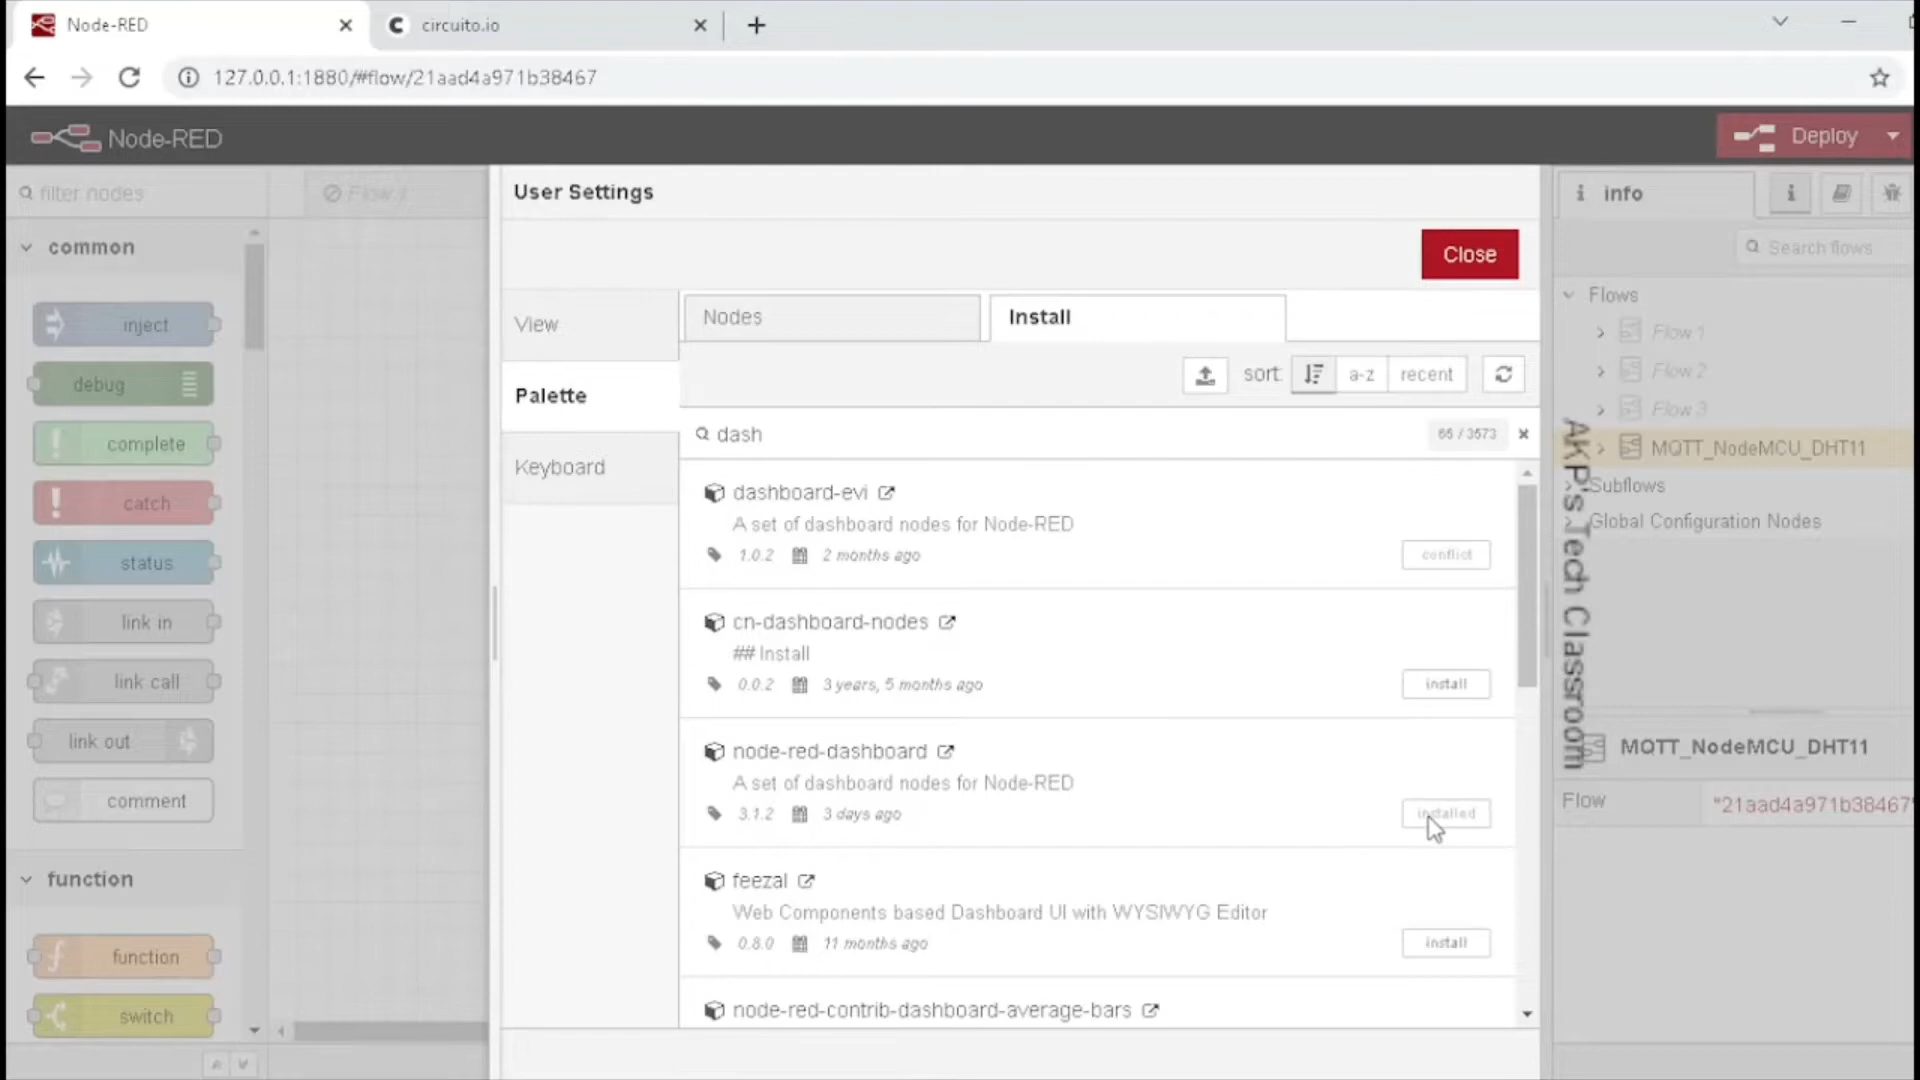 Node-RED
circuito.io
127.0.0.1:1880/#flow/21aad4a971b38467
Node-RED
Deploy
filter nodes
Flow 1
common
inject
debug
complete
catch
status
link in
link call
link out
comment
function
function
switch
User Settings
Close
View
Palette
Keyboard
Nodes
Install
sort:
a-z
recent
dash
66 / 3573
dashboard-evi
A set of dashboard nodes for Node-RED
1.0.2 2 months ago
conflict
cn-dashboard-nodes
## Install
0.0.2 3 years, 5 months ago
install
node-red-dashboard
A set of dashboard nodes for Node-RED
3.1.2 3 days ago
installed
feezal
Web Components based Dashboard UI with WYSIWYG Editor
0.8.0 11 months ago
install
node-red-contrib-dashboard-average-bars
info
Search flows
Flows
Flow 1
Flow 2
Flow 3
MQTT_NodeMCU_DHT11
Subflows
Global Configuration Nodes
MQTT_NodeMCU_DHT11
Flow
"21aad4a971b38467"
AKP's Tech Classroom